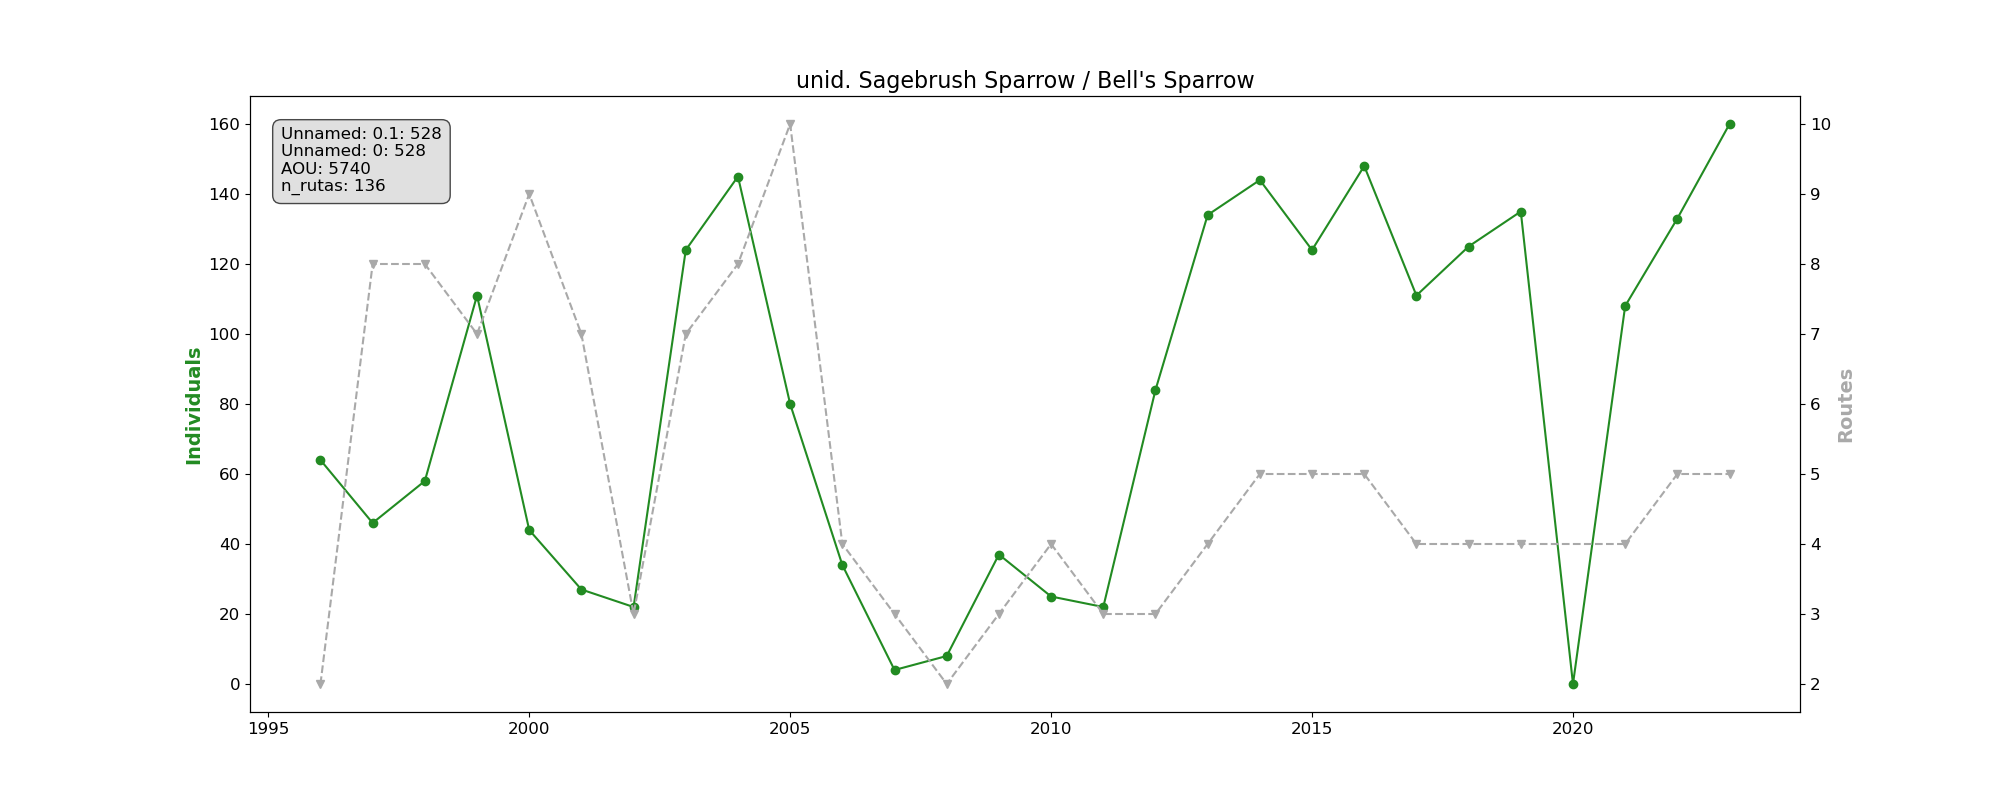 unid. Sagebrush Sparrow / Bell's Sparrow
Unnamed: 0.1: 528
Unnamed: 0: 528
AOU: 5740
n_rutas: 136
Individuals
160
140
120
100
80
60
40
20
0
10
9
8
7
6
5
4
3
2
Routes
1995 2000 2005 2010 2015 2020